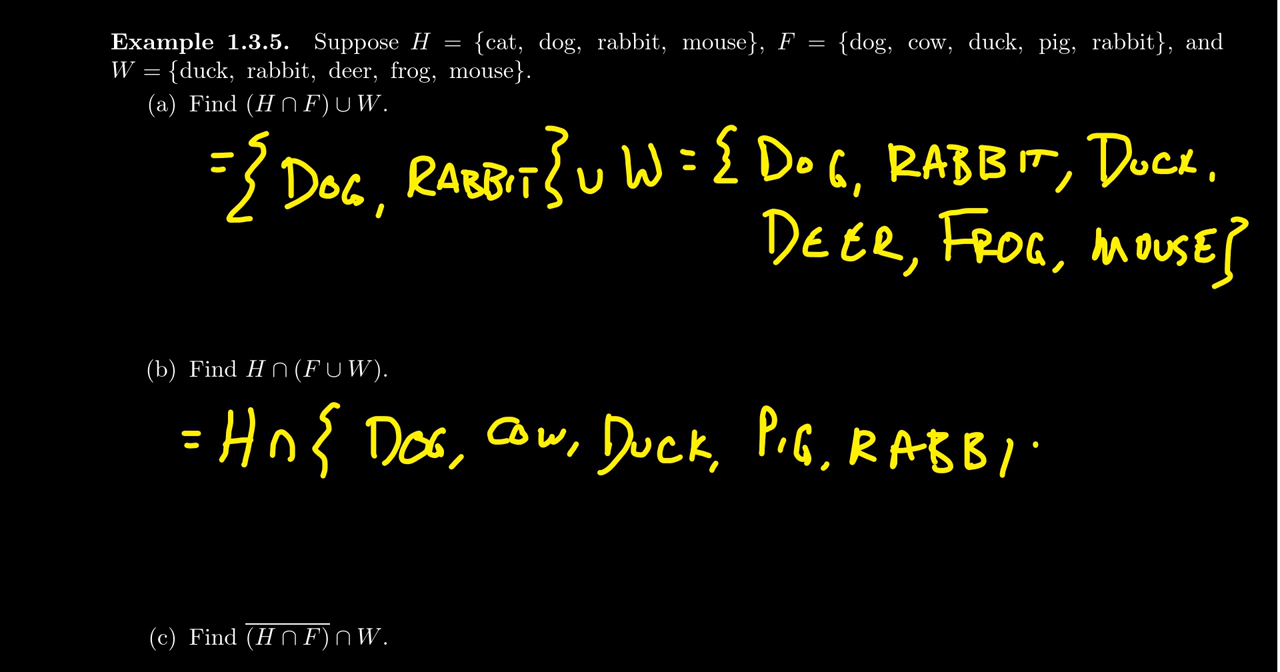 Example 1.3.5. Suppose H = {cat, dog, rabbit, mouse}, F = {dog, cow, duck, pig, rabbit}, and
W = {duck, rabbit, deer, frog, mouse}.
(a) Find (H ∩ F) ∪ W.
= {DOG, RABBIT} ∪ W = {DOG, RABBIT, DUCK,
DEER, FROG, MOUSE}
(b) Find H ∩ (F ∪ W).
= H ∩ { DOG, COW, DUCK, PIG, RABBI
(c) Find \overline{(H ∩ F)} ∩ W.